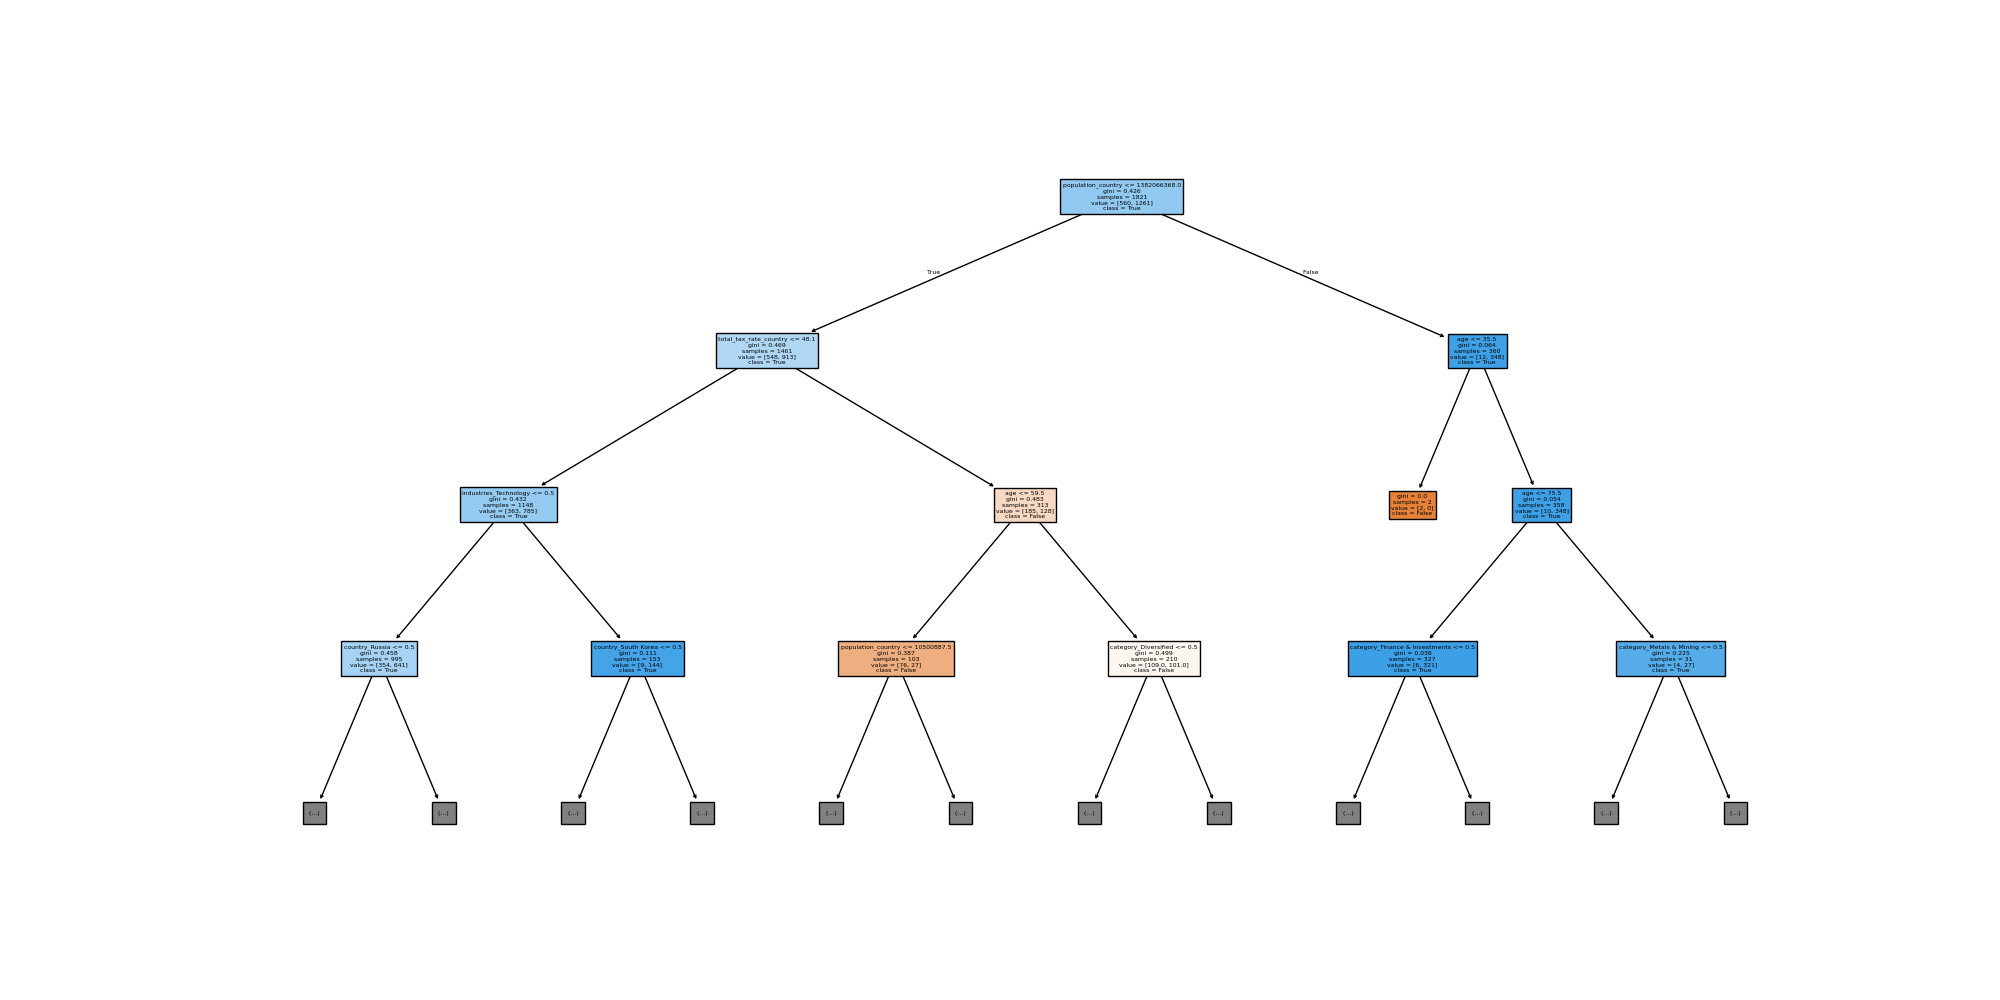 population_country <= 1382066368.0
gini = 0.426
samples = 1821
value = [560, 1261]
class = True
True
False
total_tax_rate_country <= 48.1
gini = 0.469
samples = 1461
value = [548, 913]
class = True
age <= 35.5
gini = 0.064
samples = 360
value = [12, 348]
class = True
industries_Technology <= 0.5
gini = 0.432
samples = 1148
value = [363, 785]
class = True
age <= 59.5
gini = 0.483
samples = 313
value = [185, 128]
class = False
gini = 0.0
samples = 2
value = [2, 0]
class = False
age <= 75.5
gini = 0.054
samples = 358
value = [10, 348]
class = True
country_Russia <= 0.5
gini = 0.458
samples = 995
value = [354, 641]
class = True
country_South Korea <= 0.5
gini = 0.111
samples = 153
value = [9, 144]
class = True
population_country <= 10500887.5
gini = 0.387
samples = 103
value = [76, 27]
class = False
category_Diversified <= 0.5
gini = 0.499
samples = 210
value = [109.0, 101.0]
class = False
category_Finance & Investments <= 0.5
gini = 0.036
samples = 327
value = [6, 321]
class = True
category_Metals & Mining <= 0.5
gini = 0.225
samples = 31
value = [4, 27]
class = True
(...)
(...)
(...)
(...)
(...)
(...)
(...)
(...)
(...)
(...)
(...)
(...)